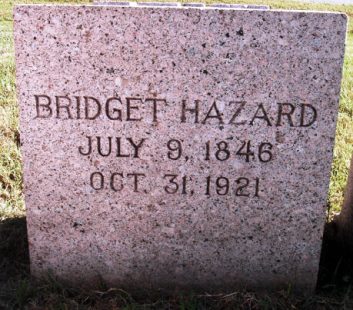 BRIDGET HAZARD
JULY 9, 1846
OCT. 31, 1921